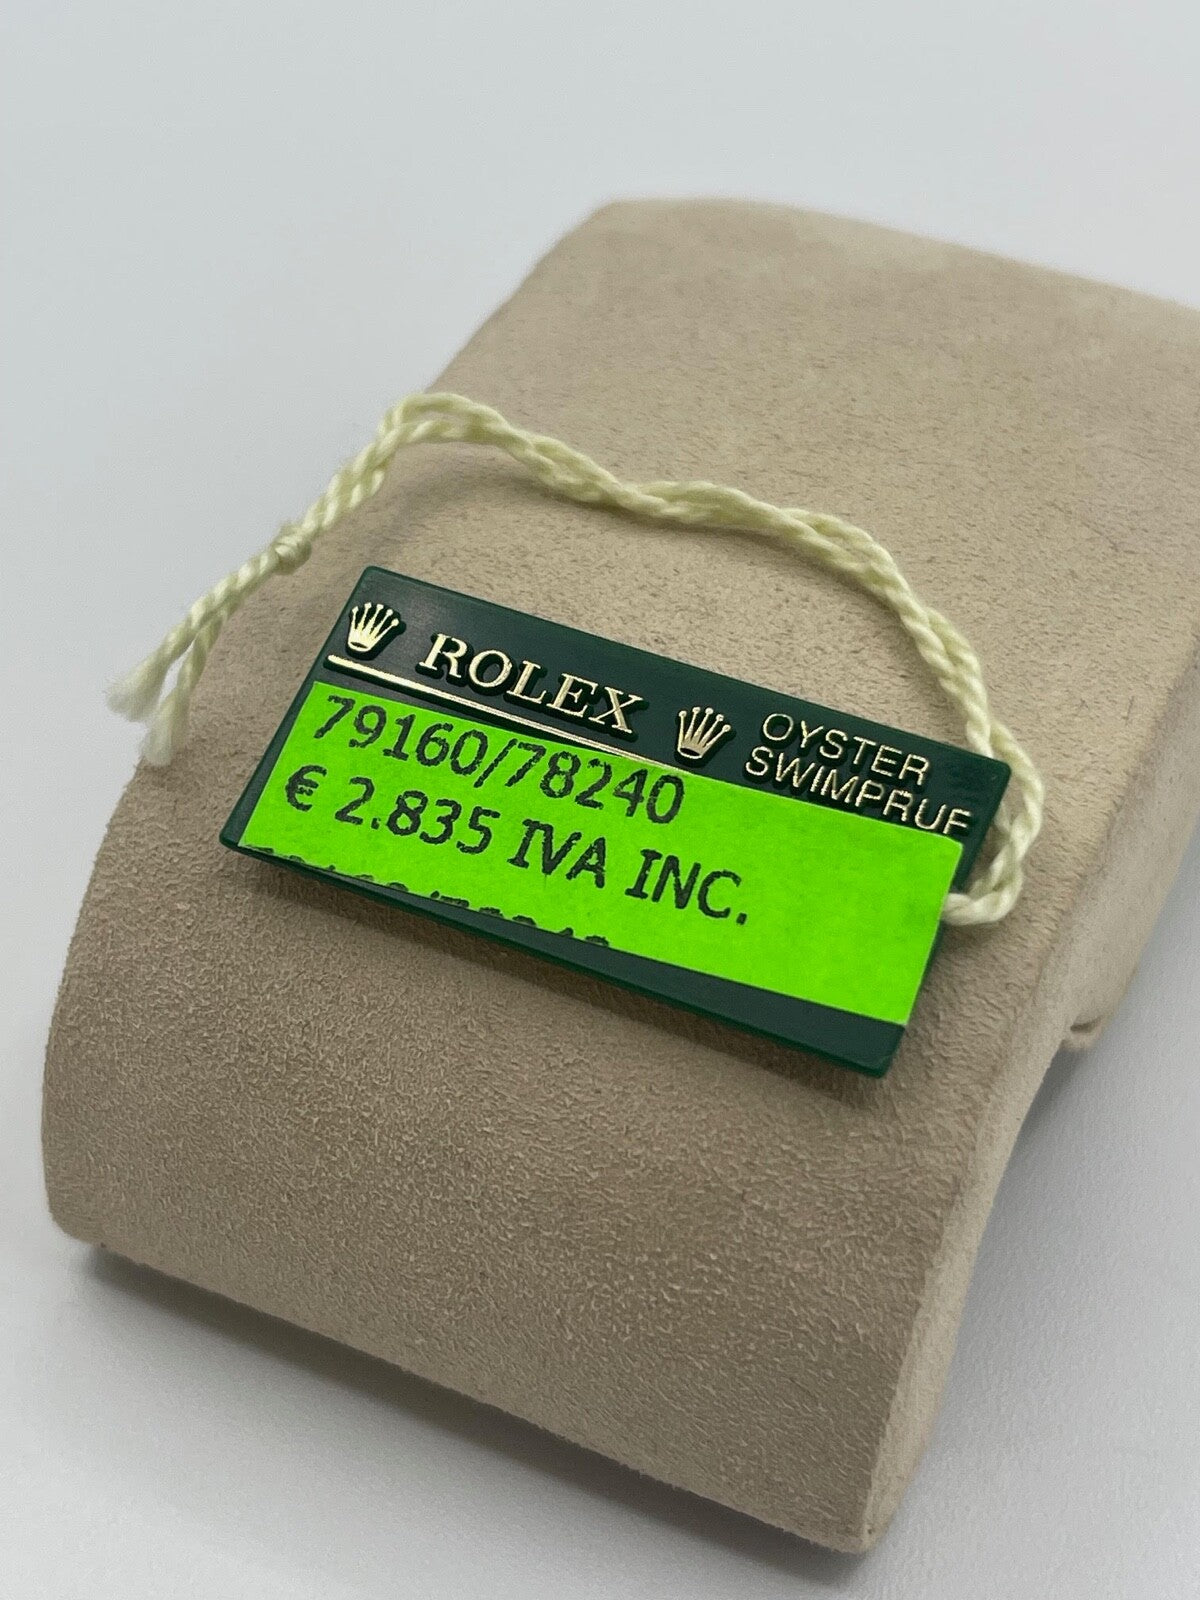 ROLEX
OYSTER
SWIMPRUF
79160/78240
€ 2.835 IVA INC.